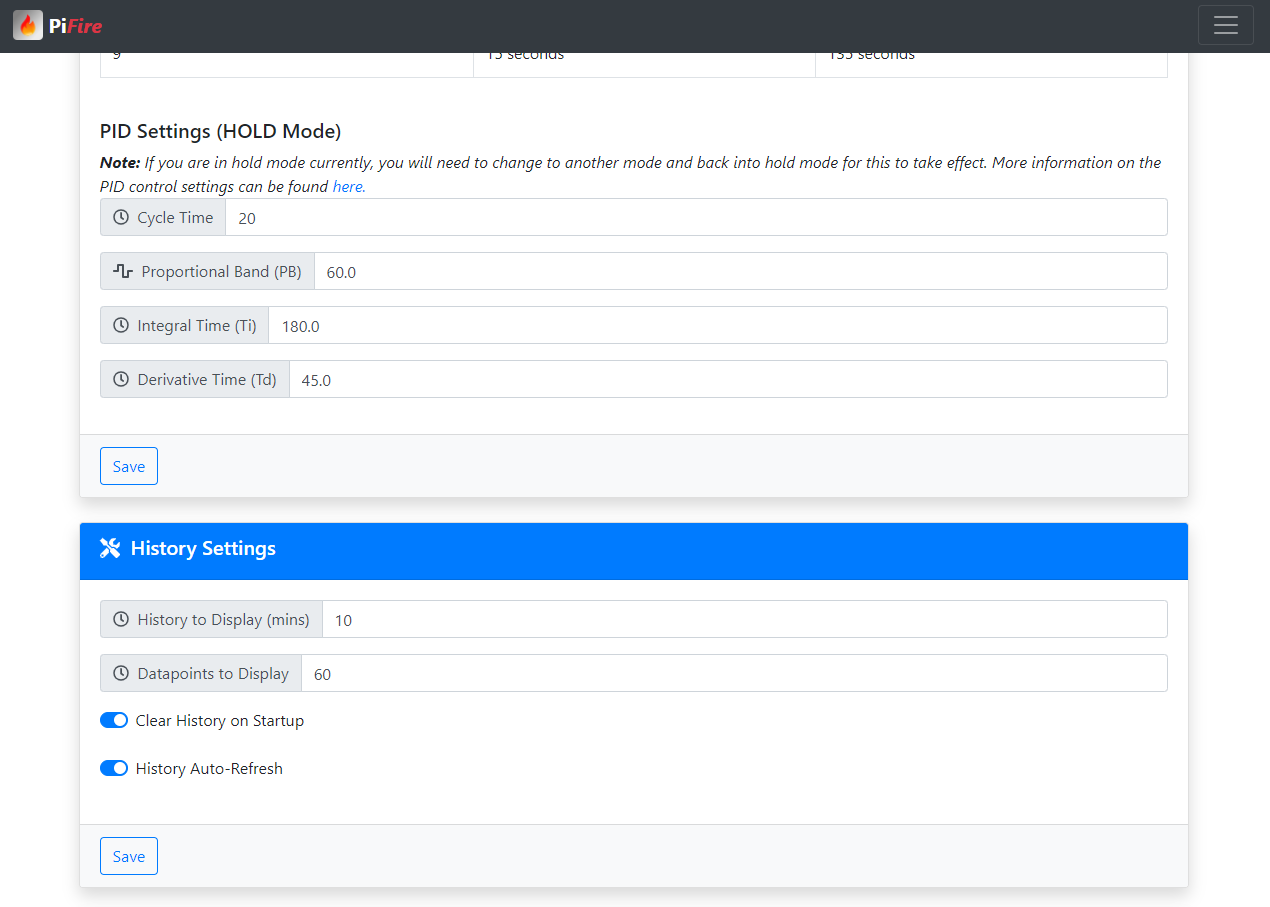 PiFire
9 15 seconds 135 seconds
PID Settings (HOLD Mode)
Note: If you are in hold mode currently, you will need to change to another mode and back into hold mode for this to take effect. More information on the
PID control settings can be found here.
Cycle Time 20
Proportional Band (PB) 60.0
Integral Time (Ti) 180.0
Derivative Time (Td) 45.0
Save
History Settings
History to Display (mins) 10
Datapoints to Display 60
Clear History on Startup
History Auto-Refresh
Save